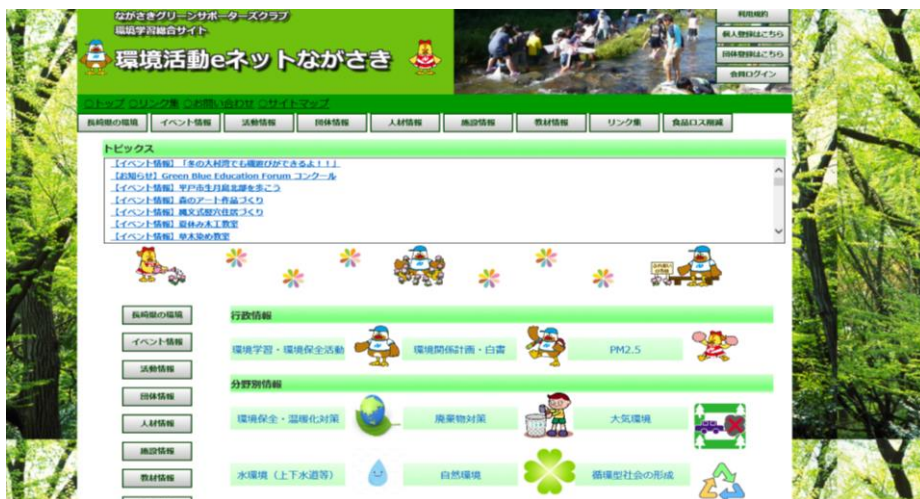 ながさきグリーンサポーターズクラブ
環境学習総合サイト
環境活動eネットながさき
利用規約
個人登録はこちら
団体登録はこちら
会員ログイン
○トップ ○リンク集 ○お問い合わせ ○サイトマップ
長崎県の環境 イベント情報 活動情報 団体情報 人材情報 施設情報 教材情報 リンク集 食品ロス削減
トピックス
【イベント情報】「冬の大村湾でも磯遊びができるよ！！」
【お知らせ】Green Blue Education Forum コンクール
【イベント情報】平戸市生月島北部を歩こう
【イベント情報】森のアート作品づくり
【イベント情報】縄文式竪穴住居づくり
【イベント情報】夏休み木工教室
【イベント情報】草木染め教室
長崎県の環境
イベント情報
活動情報
団体情報
人材情報
施設情報
教材情報
行政情報
環境学習・環境保全活動 環境関係計画・白書 PM2.5
分野別情報
環境保全・温暖化対策 廃棄物対策 大気環境
水環境（上下水道等） 自然環境 循環型社会の形成